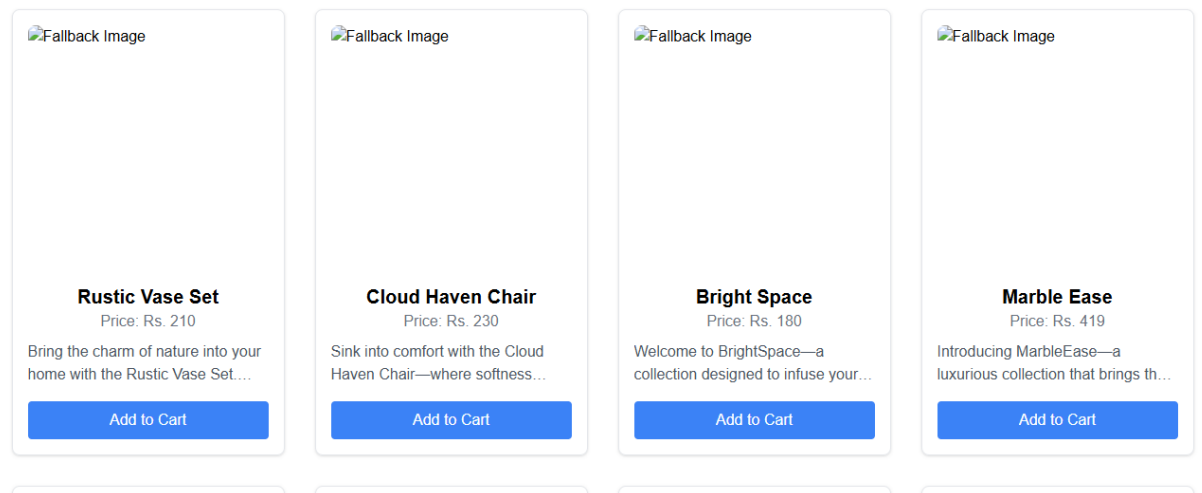 Fallback Image
Fallback Image
Fallback Image
Fallback Image
Rustic Vase Set
Price: Rs. 210
Bring the charm of nature into your
home with the Rustic Vase Set....
Add to Cart
Cloud Haven Chair
Price: Rs. 230
Sink into comfort with the Cloud
Haven Chair—where softness...
Add to Cart
Bright Space
Price: Rs. 180
Welcome to BrightSpace—a
collection designed to infuse your...
Add to Cart
Marble Ease
Price: Rs. 419
Introducing MarbleEase—a
luxurious collection that brings th...
Add to Cart